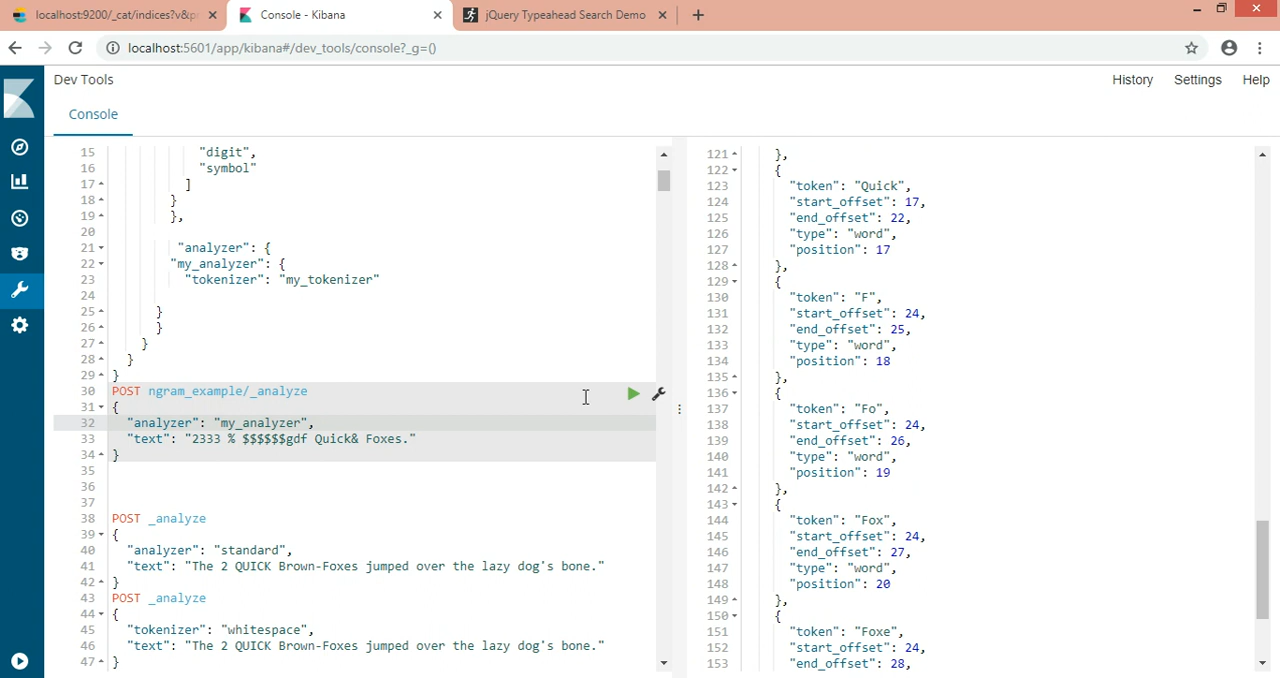 localhost:9200/_cat/indices?v&p
Console - Kibana
jQuery Typeahead Search Demo
localhost:5601/app/kibana#/dev_tools/console?_g=()
Dev Tools
History
Settings
Help
Console
15 "digit",
16 "symbol"
17 ]
18 }
19 },
20
21 "analyzer": {
22 "my_analyzer": {
23 "tokenizer": "my_tokenizer"
24
25 }
26 }
27 }
28 }
29 }
30 POST ngram_example/_analyze
31 {
32 "analyzer": "my_analyzer",
33 "text": "2333 % $$$$$$gdf Quick& Foxes."
34 }
35
36
37
38 POST _analyze
39 {
40 "analyzer": "standard",
41 "text": "The 2 QUICK Brown-Foxes jumped over the lazy dog's bone."
42 }
43 POST _analyze
44 {
45 "tokenizer": "whitespace",
46 "text": "The 2 QUICK Brown-Foxes jumped over the lazy dog's bone."
47 }
121 },
122 {
123 "token": "Quick",
124 "start_offset": 17,
125 "end_offset": 22,
126 "type": "word",
127 "position": 17
128 },
129 {
130 "token": "F",
131 "start_offset": 24,
132 "end_offset": 25,
133 "type": "word",
134 "position": 18
135 },
136 {
137 "token": "Fo",
138 "start_offset": 24,
139 "end_offset": 26,
140 "type": "word",
141 "position": 19
142 },
143 {
144 "token": "Fox",
145 "start_offset": 24,
146 "end_offset": 27,
147 "type": "word",
148 "position": 20
149 },
150 {
151 "token": "Foxe",
152 "start_offset": 24,
153 "end_offset": 28,